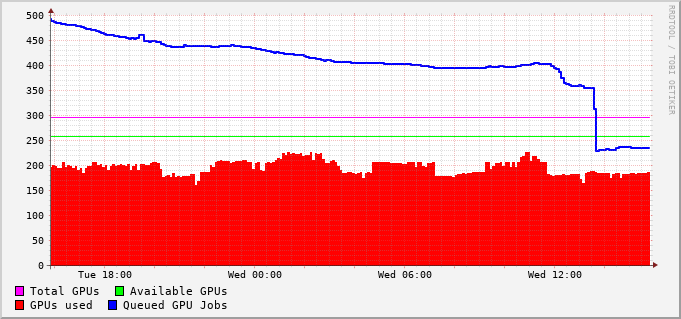 500
450
400
350
300
250
200
150
100
50
0
Tue 18:00 Wed 00:00 Wed 06:00 Wed 12:00
Total GPUs Available GPUs
GPUs used Queued GPU Jobs
RRDTOOL / TOBI OETIKER